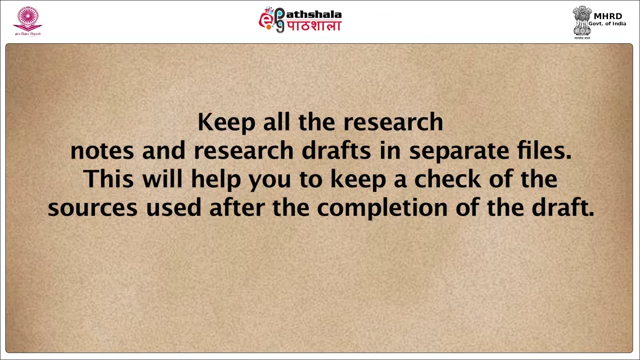 epathshala
पाठशाला
MHRD
Govt. of India
Keep all the research
notes and research drafts in separate files.
This will help you to keep a check of the
sources used after the completion of the draft.